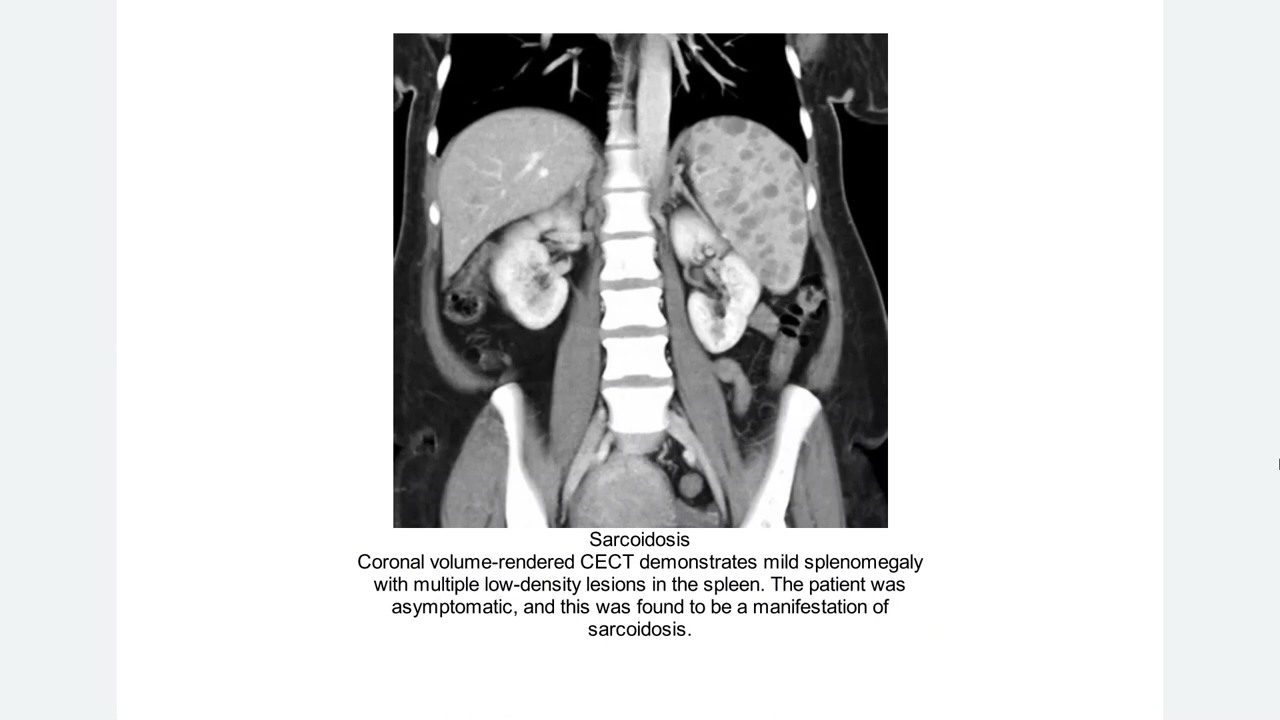 Sarcoidosis
Coronal volume-rendered CECT demonstrates mild splenomegaly
with multiple low-density lesions in the spleen. The patient was
asymptomatic, and this was found to be a manifestation of
sarcoidosis.